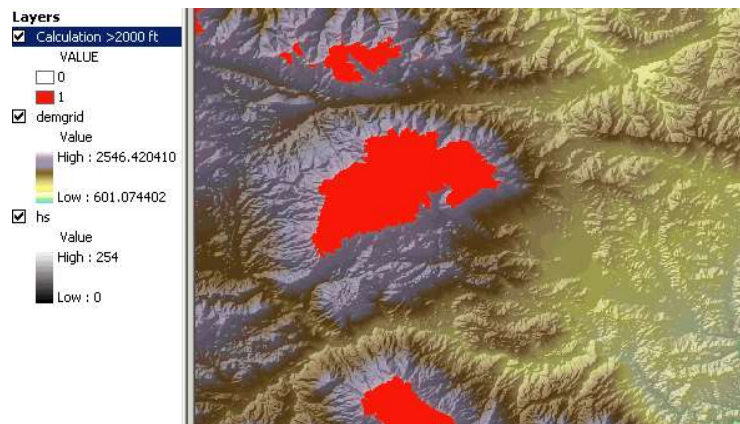 Layers
Calculation >2000 ft
VALUE
0
1
demgrid
Value
High : 2546.420410
Low : 601.074402
hs
Value
High : 254
Low : 0